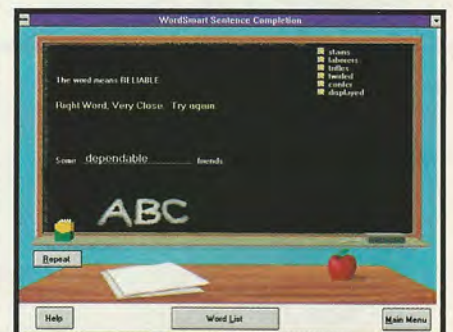 WordSmart Sentence Completion
stains
laborers
trifles
twirled
confer
displayed
The word means RELIABLE
Right Word, Very Close. Try again.
Some dependable friends
ABC
Repeat
Help
Word List
Main Menu